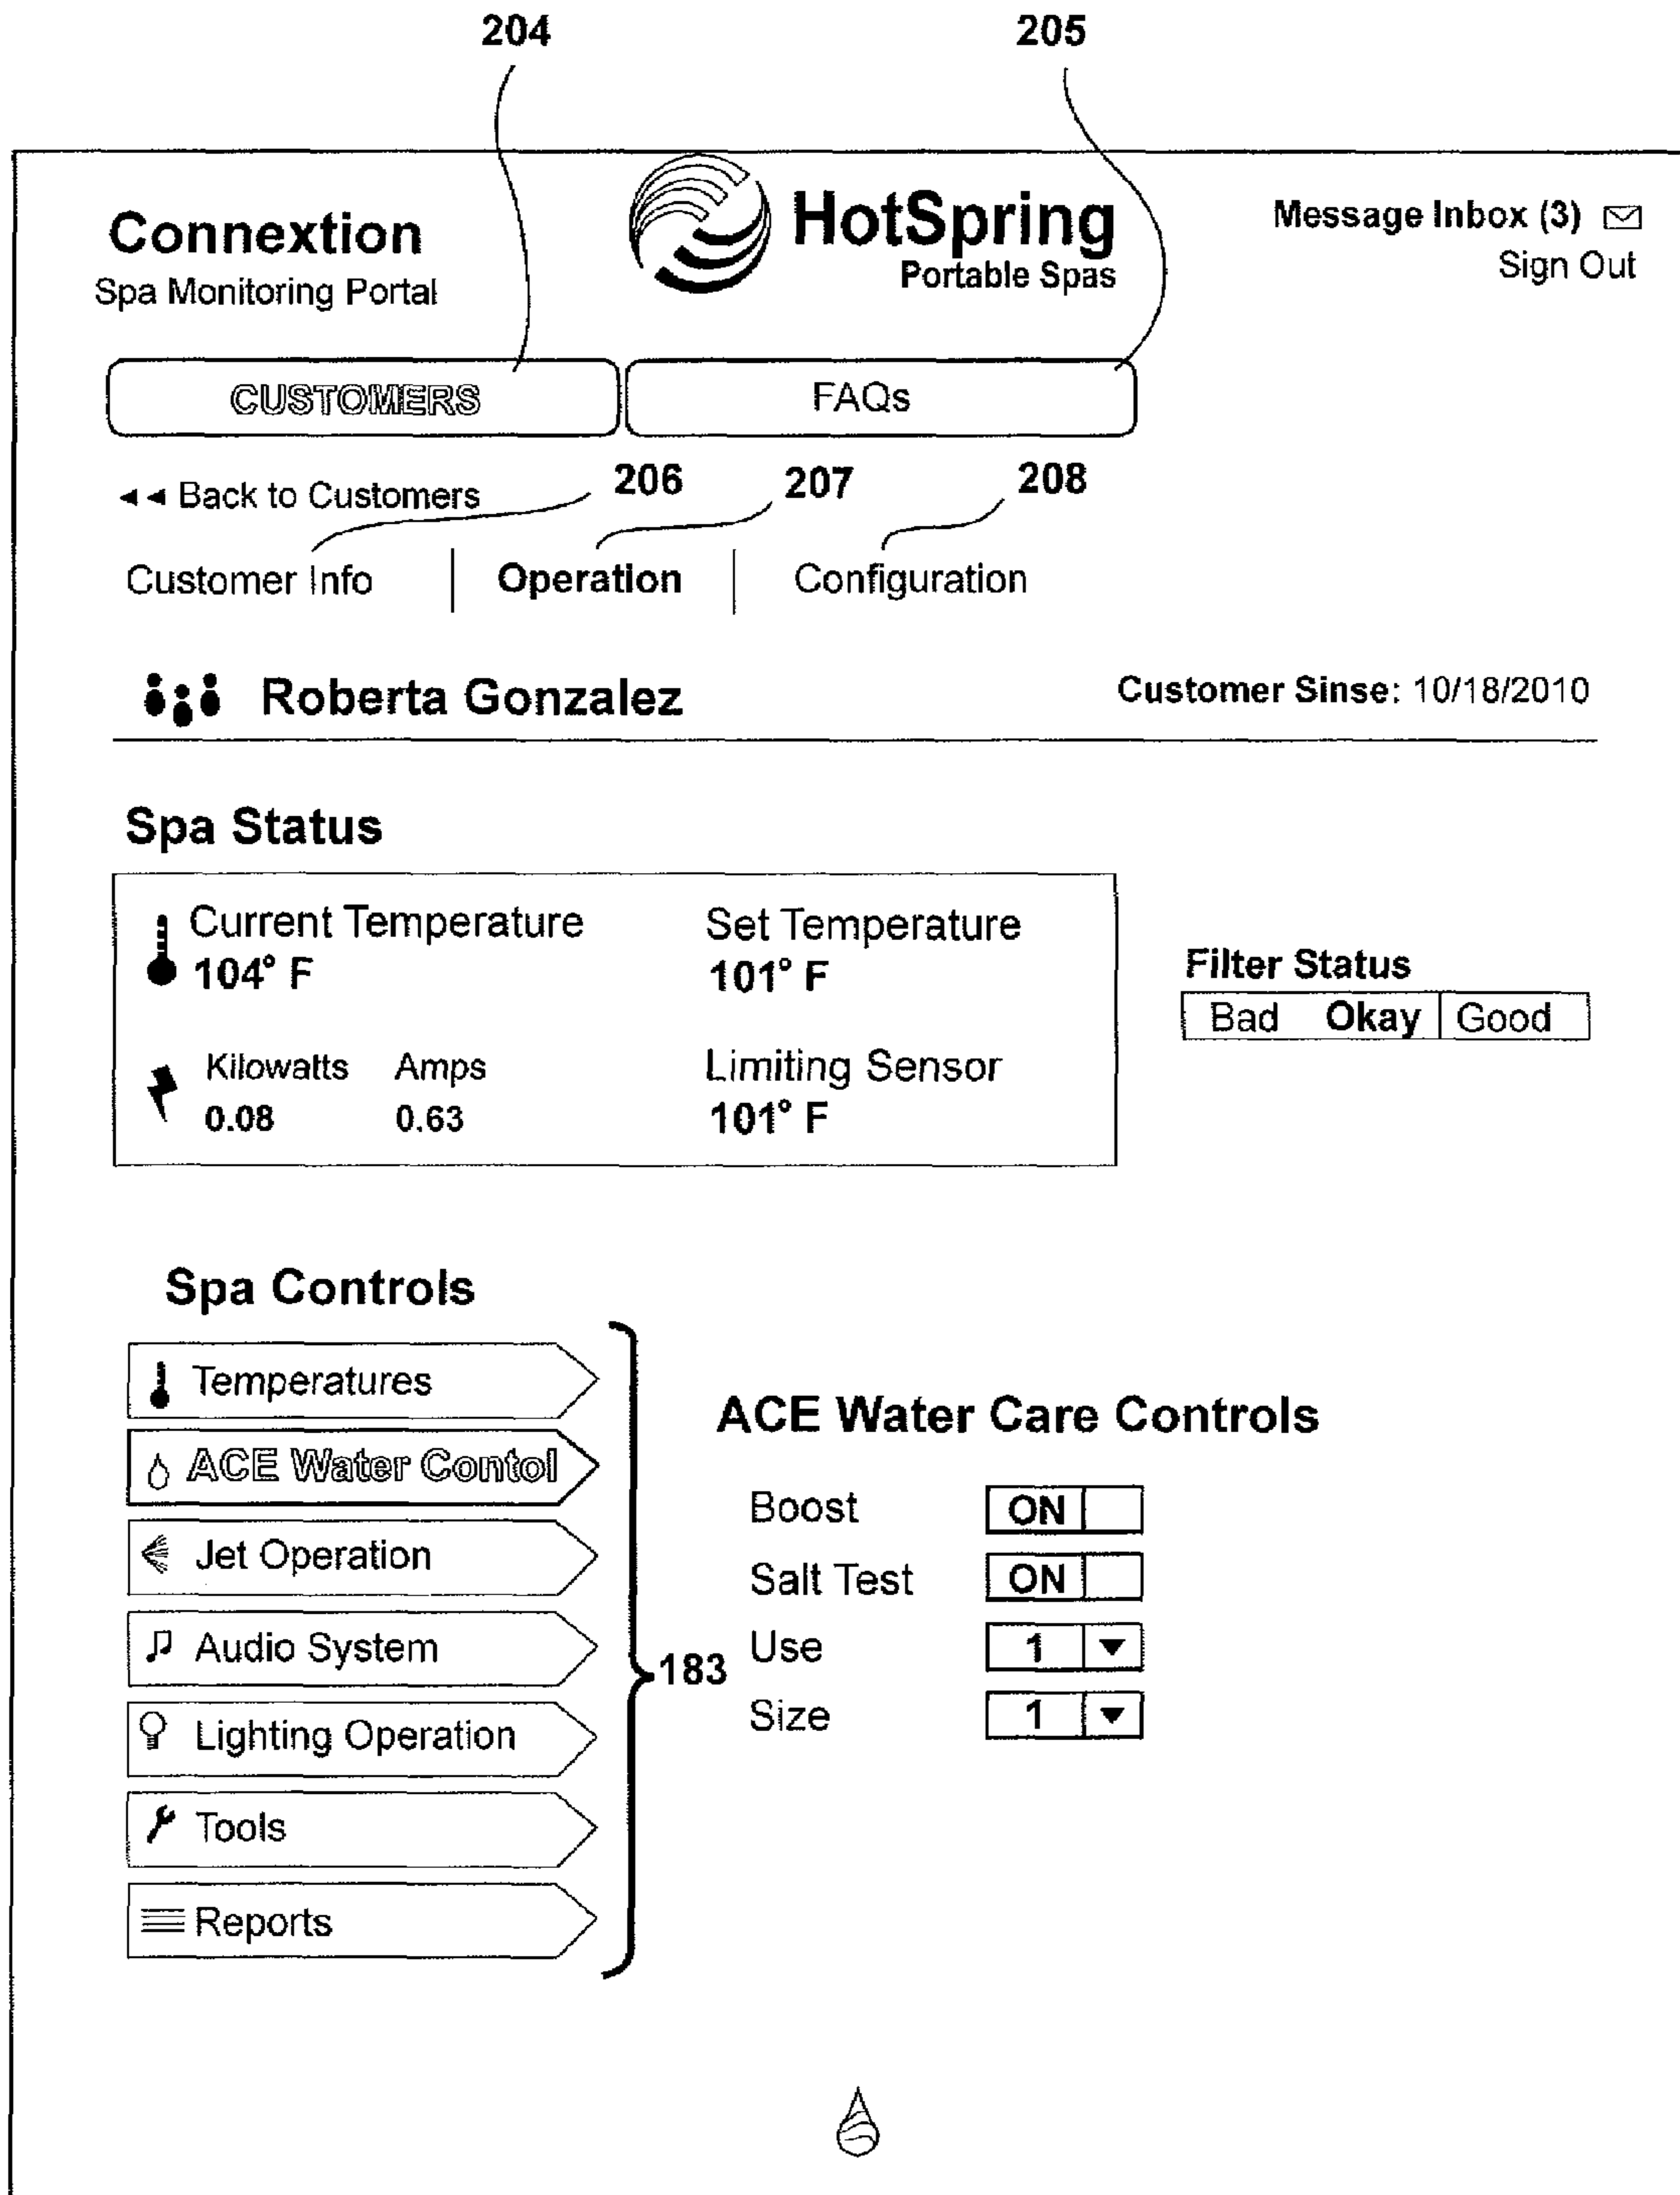 204 205
Connextion
Spa Monitoring Portal
HotSpring
Portable Spas
Message Inbox (3)
Sign Out
CUSTOMERS FAQs
Back to Customers 206 207 208
Customer Info Operation Configuration
Roberta Gonzalez Customer Sinse: 10/18/2010
Spa Status
Current Temperature Set Temperature
104° F 101° F
Kilowatts Amps Limiting Sensor
0.08 0.63 101° F
Filter Status
Bad Okay Good
Spa Controls
Temperatures
ACE Water Contol
Jet Operation
Audio System
Lighting Operation
Tools
Reports
183
ACE Water Care Controls
Boost ON
Salt Test ON
Use 1
Size 1